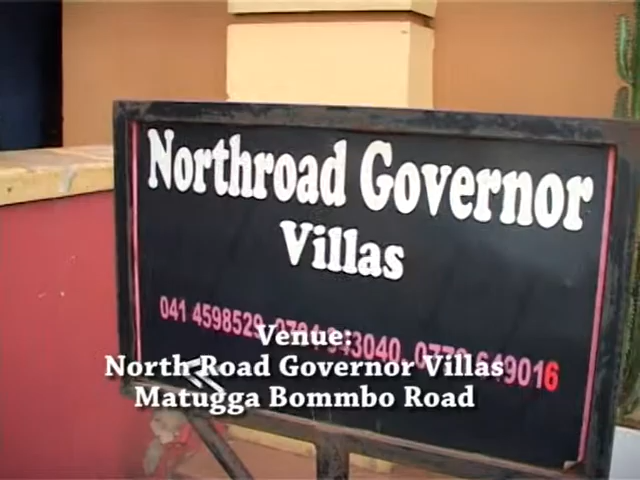 Northroad Governor
Villas
041 4598529
Venue:
North Road Governor Villas
Matugga Bommbo Road